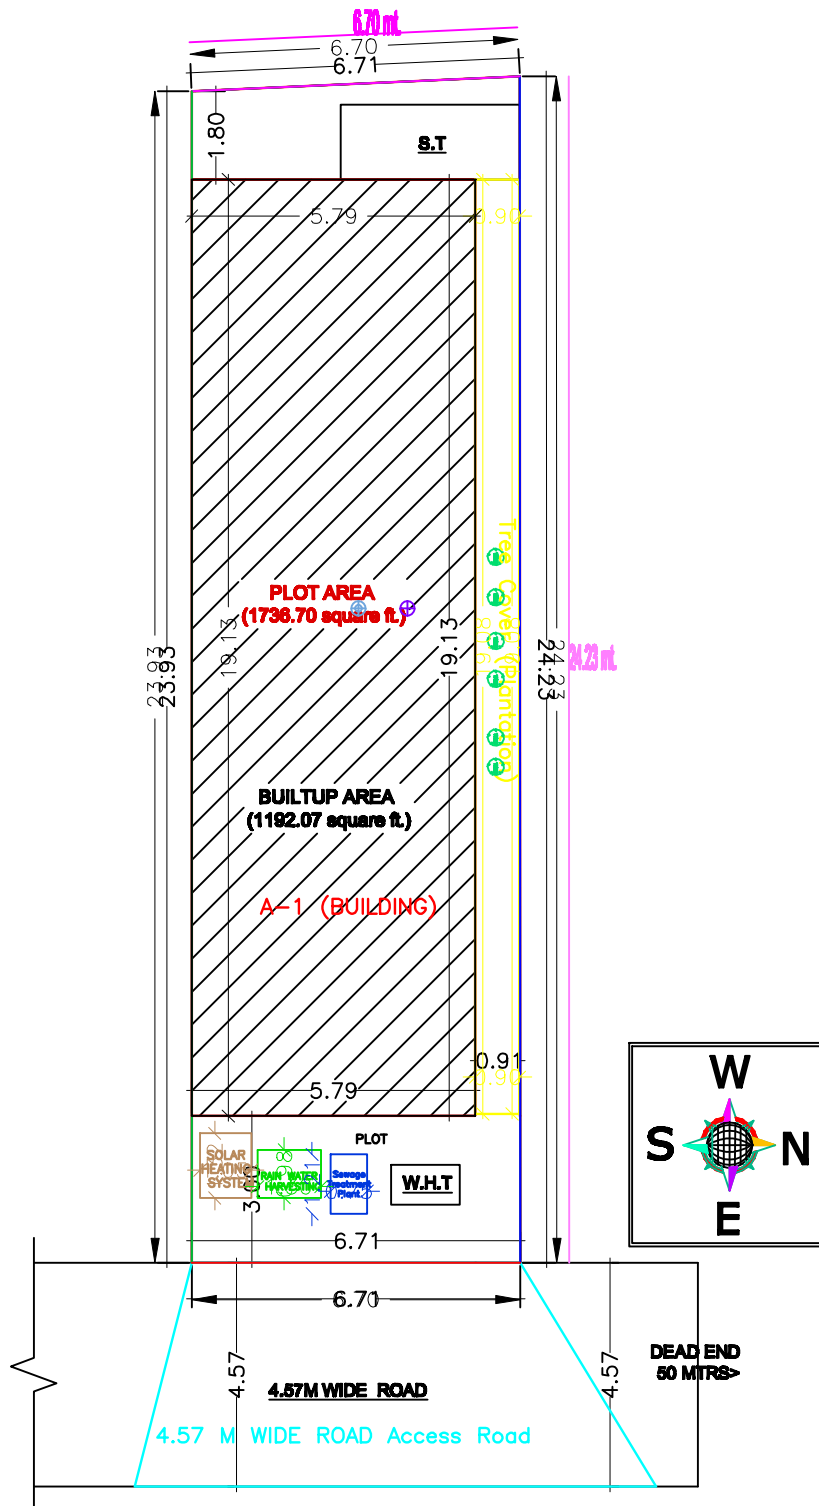 6.70 mt.
6.70
6.71
1.80
S.T
5.79
0.90
Tree Cover (Plantation)
PLOT AREA
(1736.70 square ft.)
19.13
19.13
23.93
23.93
24.23
24.23
24.23 mt.
BUILTUP AREA
(1192.07 square ft.)
A-1 (BUILDING)
0.91
0.90
5.79
PLOT
SOLAR
HEATING
SYSTEM
RAIN WATER
HARVESTING
Sewage
Treatment
Plant
W.H.T
3.00
6.71
6.71
4.57
4.57
4.57M WIDE ROAD
4.57 M WIDE ROAD Access Road
DEAD END
50 MTRS>
W
S
N
E